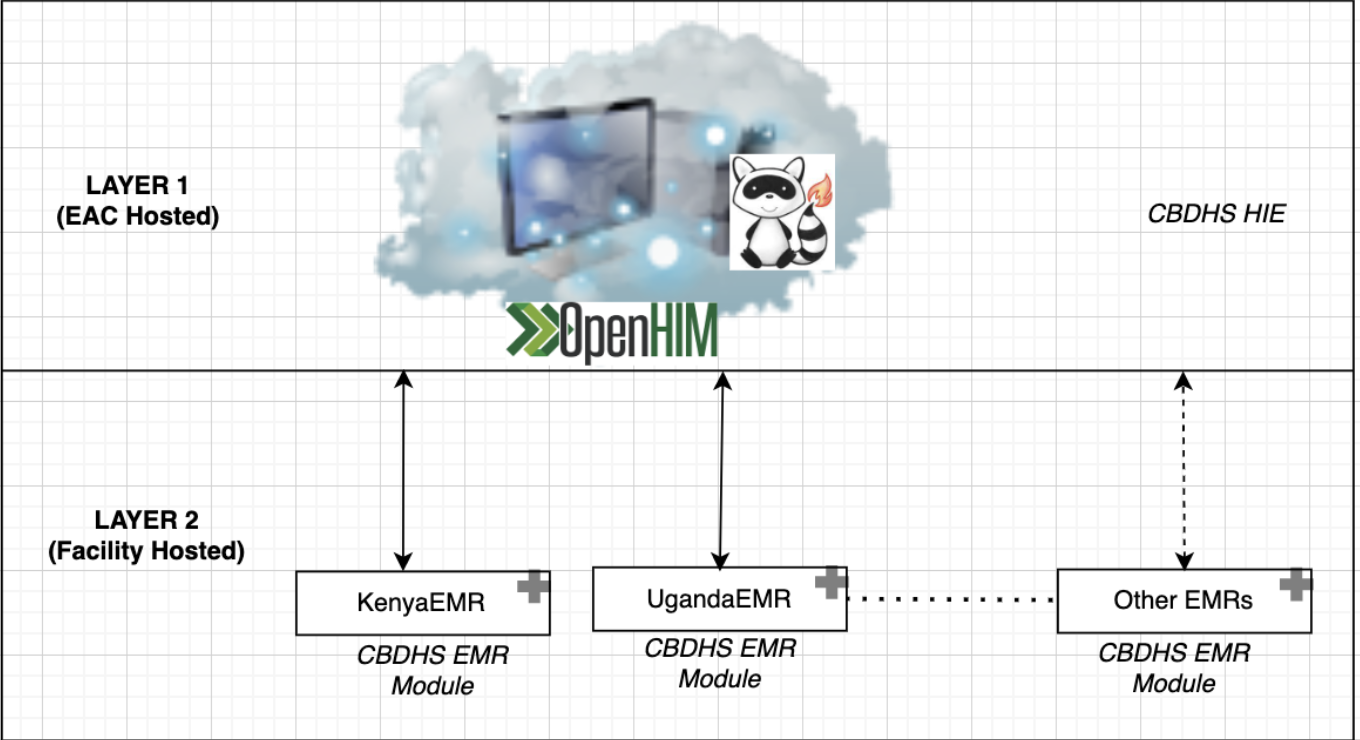 LAYER 1
(EAC Hosted)
CBDHS HIE
OpenHIM
LAYER 2
(Facility Hosted)
KenyaEMR
CBDHS EMR
Module
UgandaEMR
CBDHS EMR
Module
Other EMRs
CBDHS EMR
Module